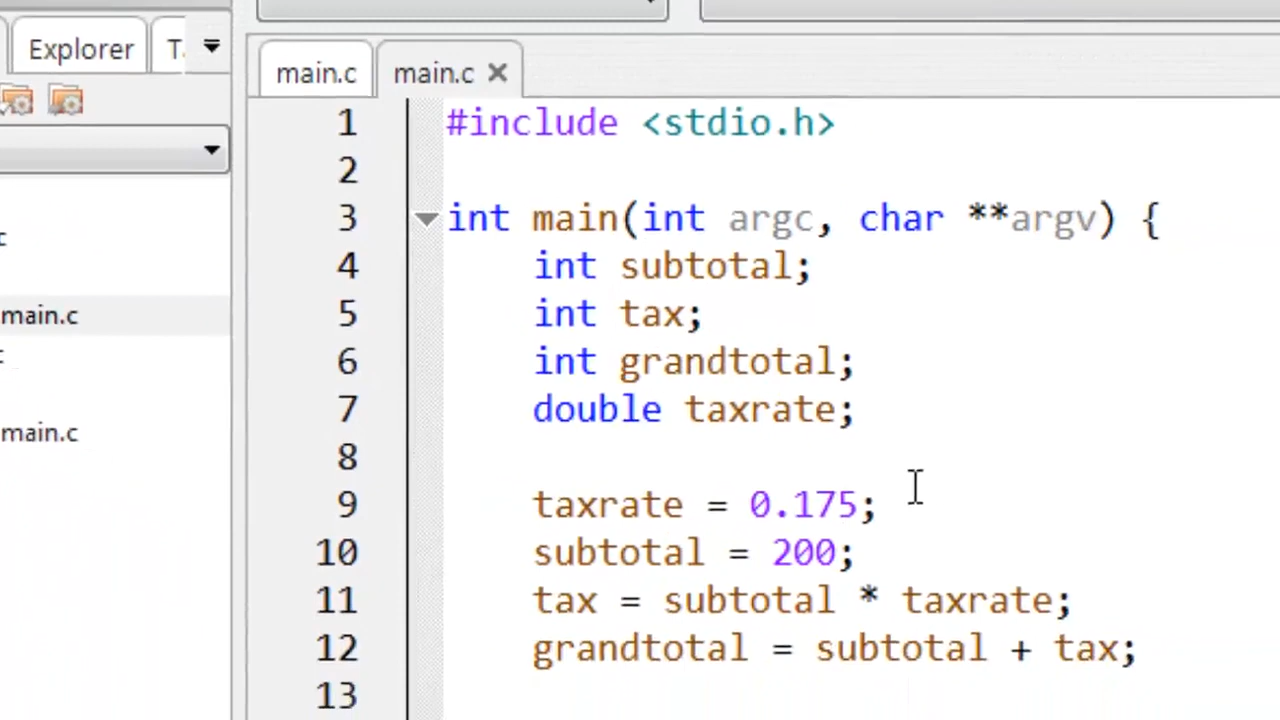 Explorer T
main.c main.c
1 #include <stdio.h>
2
3 int main(int argc, char **argv) {
4 int subtotal;
5 int tax;
6 int grandtotal;
7 double taxrate;
8
9 taxrate = 0.175;
10 subtotal = 200;
11 tax = subtotal * taxrate;
12 grandtotal = subtotal + tax;
13
c
main.c
main.c